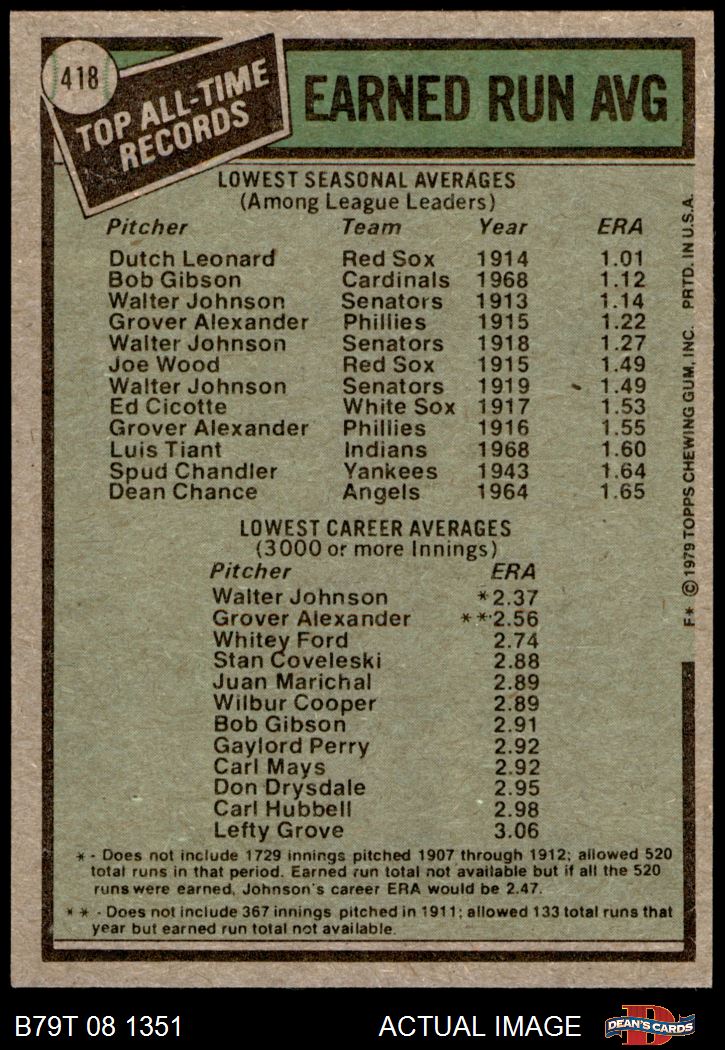 418
TOP ALL-TIME
RECORDS
EARNED RUN AVG
LOWEST SEASONAL AVERAGES
(Among League Leaders)
Pitcher Team Year ERA
Dutch Leonard Red Sox 1914 1.01
Bob Gibson Cardinals 1968 1.12
Walter Johnson Senators 1913 1.14
Grover Alexander Phillies 1915 1.22
Walter Johnson Senators 1918 1.27
Joe Wood Red Sox 1915 1.49
Walter Johnson Senators 1919 1.49
Ed Cicotte White Sox 1917 1.53
Grover Alexander Phillies 1916 1.55
Luis Tiant Indians 1968 1.60
Spud Chandler Yankees 1943 1.64
Dean Chance Angels 1964 1.65
LOWEST CAREER AVERAGES
(3000 or more Innings)
Pitcher ERA
Walter Johnson *2.37
Grover Alexander **2.56
Whitey Ford 2.74
Stan Coveleski 2.88
Juan Marichal 2.89
Wilbur Cooper 2.89
Bob Gibson 2.91
Gaylord Perry 2.92
Carl Mays 2.92
Don Drysdale 2.95
Carl Hubbell 2.98
Lefty Grove 3.06
* - Does not include 1729 innings pitched 1907 through 1912; allowed 520
total runs in that period. Earned run total not available but if all the 520
runs were earned, Johnson's career ERA would be 2.47.
* * - Does not include 367 innings pitched in 1911; allowed 133 total runs that
year but earned run total not available.
F* © 1979 TOPPS CHEWING GUM, INC. PRTD. IN U.S.A.
B79T 08 1351 ACTUAL IMAGE
DEAN'S CARDS